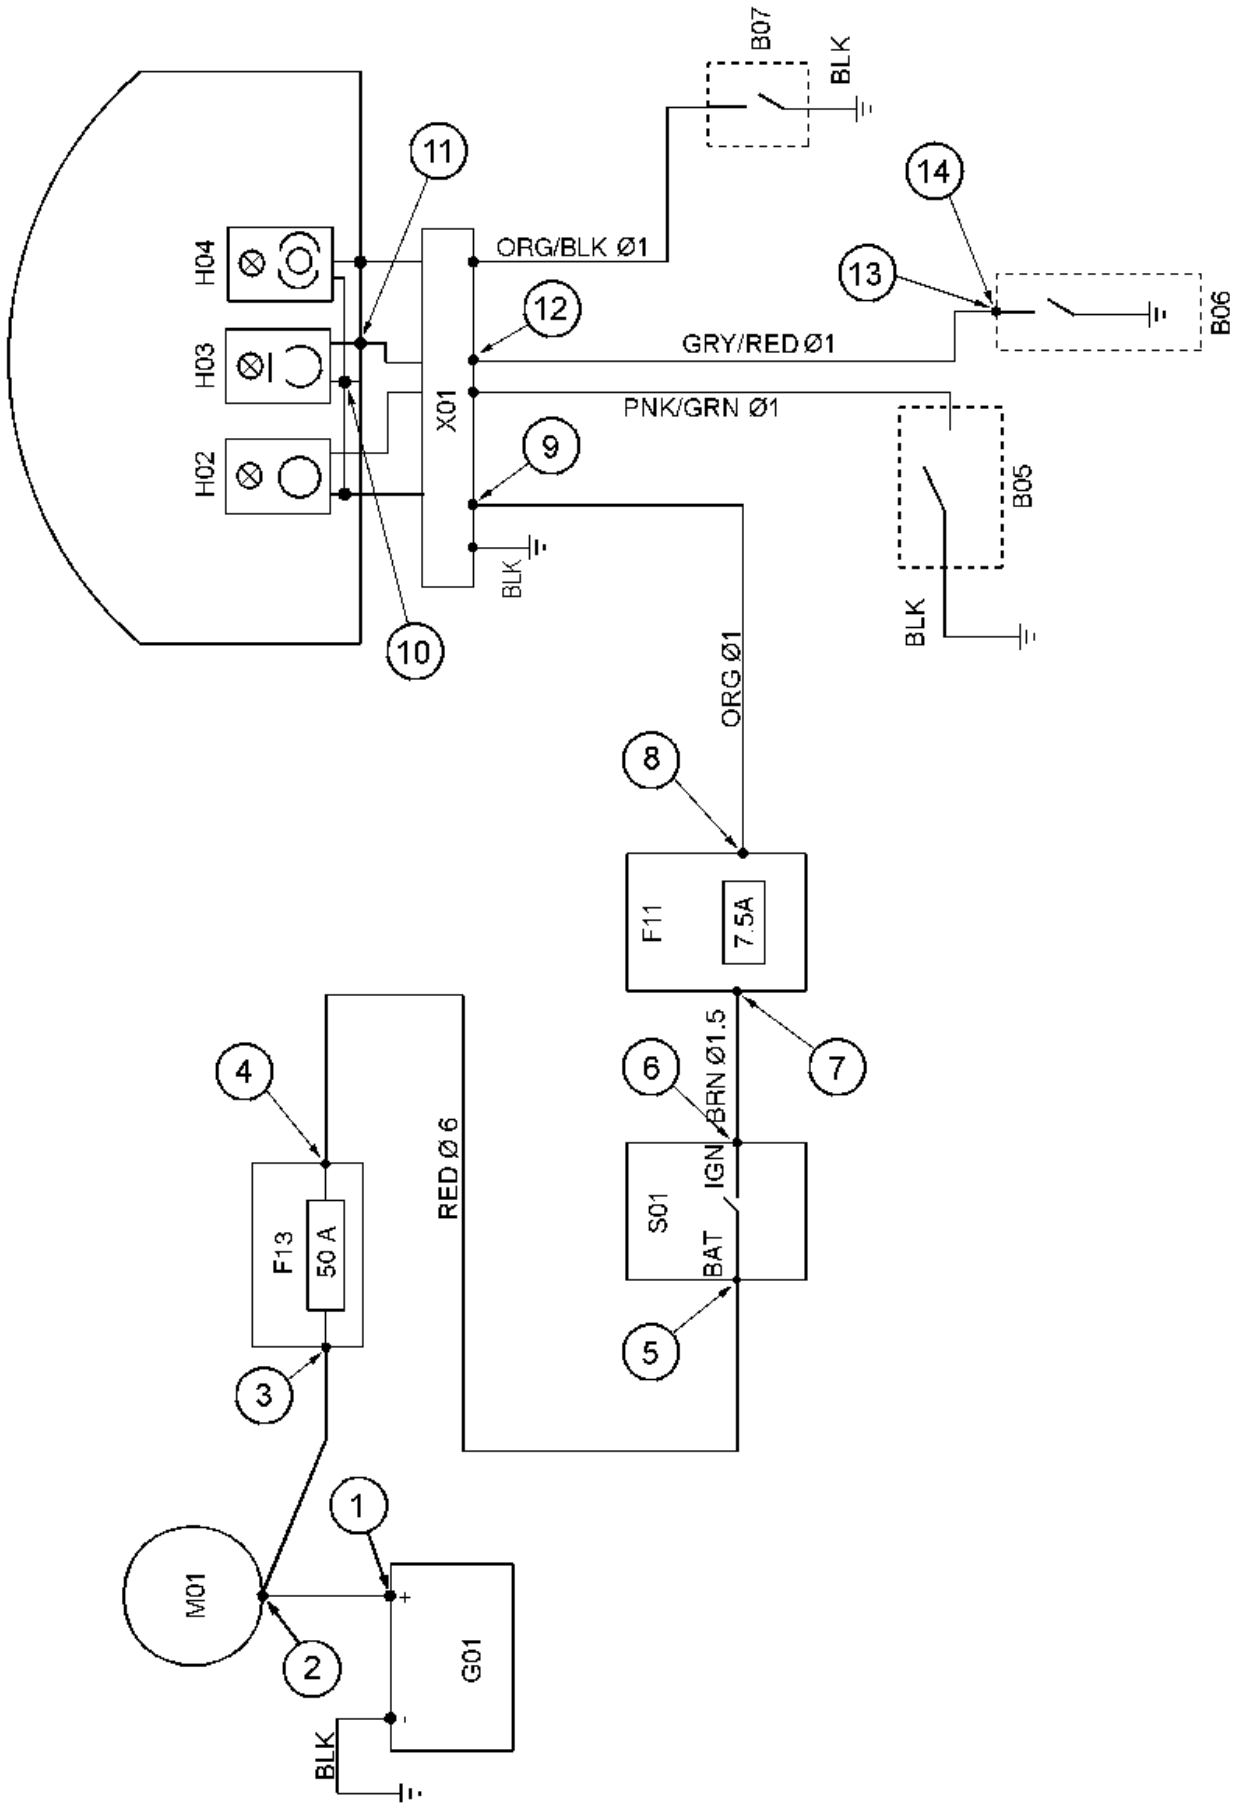 B07
BLK
11
14
H04
ORG/BLK Ø1
13
12
B06
H03
GRY/RED Ø1
X01
PNK/GRN Ø1
9
H02
B05
BLK
BLK
10
ORG Ø1
8
F11
7.5A
4
6
BRN Ø1.5
7
RED Ø 6
F13
50 A
IGN
S01
BAT
5
3
1
M01
+
2
G01
-
BLK